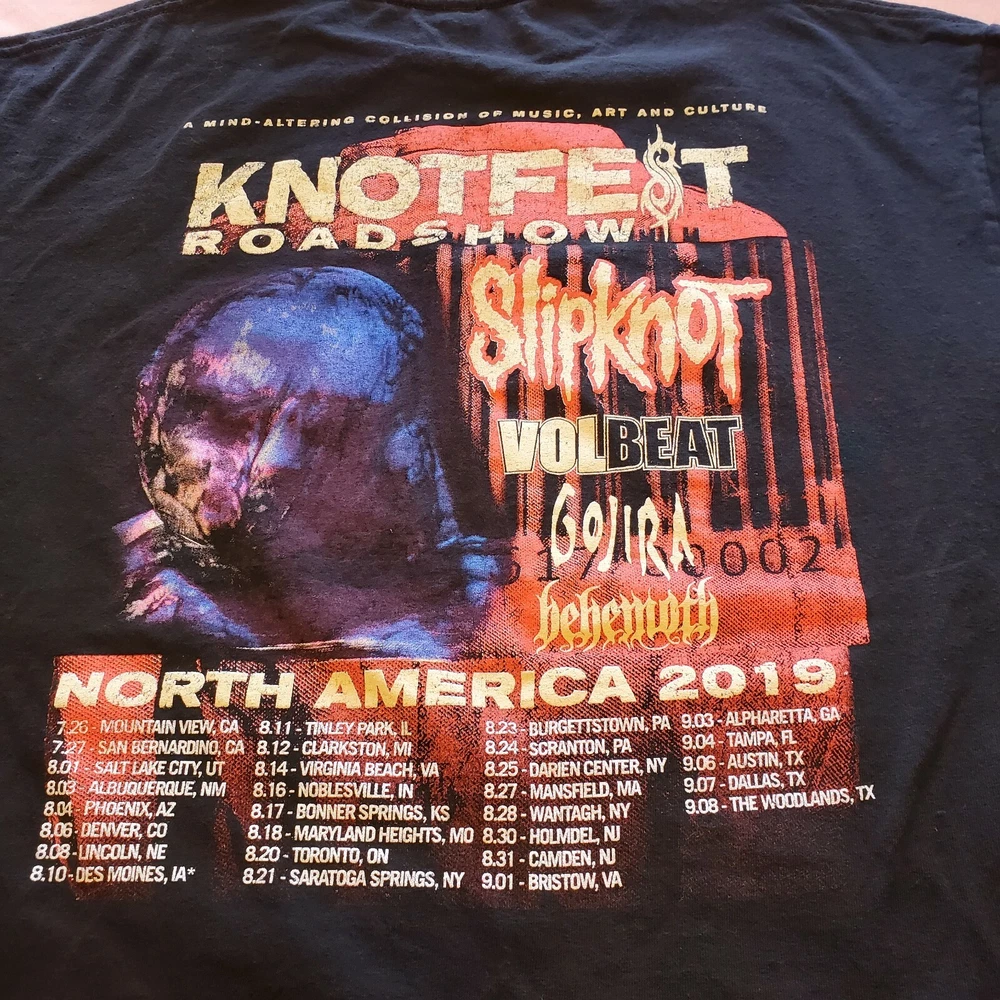 A MIND-ALTERING COLLISION OF MUSIC, ART AND CULTURE
KNOTFEST
ROADSHOW
SlipKnoT
VOLBEAT
GOJIRA
00002
behemoth
NORTH AMERICA 2019
7.26 - MOUNTAIN VIEW, CA
7.27 - SAN BERNARDINO, CA
8.01 - SALT LAKE CITY, UT
8.03 - ALBUQUERQUE, NM
8.04 - PHOENIX, AZ
8.06 - DENVER, CO
8.08 - LINCOLN, NE
8.10 - DES MOINES, IA*
8.11 - TINLEY PARK, IL
8.12 - CLARKSTON, MI
8.14 - VIRGINIA BEACH, VA
8.16 - NOBLESVILLE, IN
8.17 - BONNER SPRINGS, KS
8.18 - MARYLAND HEIGHTS, MO
8.20 - TORONTO, ON
8.21 - SARATOGA SPRINGS, NY
8.23 - BURGETTSTOWN, PA
8.24 - SCRANTON, PA
8.25 - DARIEN CENTER, NY
8.27 - MANSFIELD, MA
8.28 - WANTAGH, NY
8.30 - HOLMDEL, NJ
8.31 - CAMDEN, NJ
9.01 - BRISTOW, VA
9.03 - ALPHARETTA, GA
9.04 - TAMPA, FL
9.06 - AUSTIN, TX
9.07 - DALLAS, TX
9.08 - THE WOODLANDS, TX